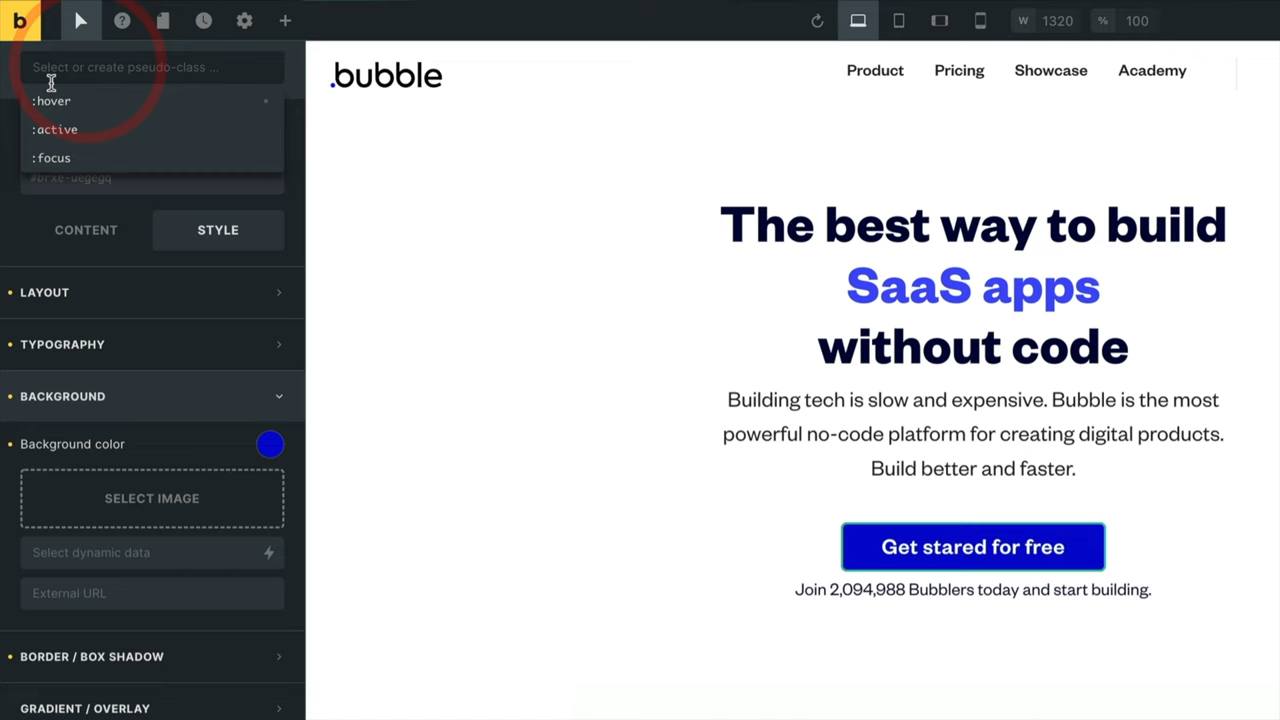 b
W 1320 % 100
Select or create pseudo-class ...
:hover
:active
:focus
#brxe-uegegq
CONTENT STYLE
LAYOUT
TYPOGRAPHY
BACKGROUND
Background color
SELECT IMAGE
Select dynamic data
External URL
BORDER / BOX SHADOW
GRADIENT / OVERLAY
.bubble
Product Pricing Showcase Academy
The best way to build
SaaS apps
without code
Building tech is slow and expensive. Bubble is the most
powerful no-code platform for creating digital products.
Build better and faster.
Get stared for free
Join 2,094,988 Bubblers today and start building.